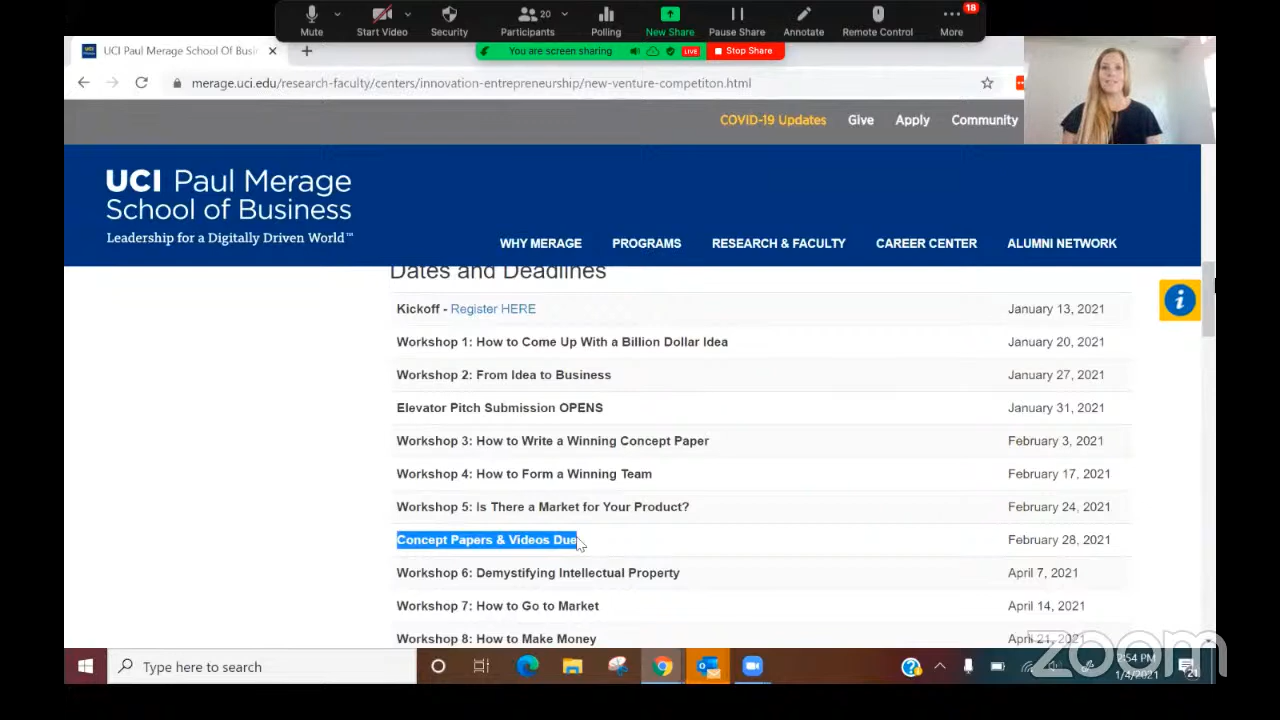 Mute
Start Video
Security
20
Participants
Polling
New Share
Pause Share
Annotate
Remote Control
18
More
You are screen sharing
LIVE
Stop Share
UCI Paul Merage School Of Busi
merage.uci.edu/research-faculty/centers/innovation-entrepreneurship/new-venture-competiton.html
COVID-19 Updates
Give
Apply
Community
UCI Paul Merage
School of Business
Leadership for a Digitally Driven World™
WHY MERAGE
PROGRAMS
RESEARCH & FACULTY
CAREER CENTER
ALUMNI NETWORK
Dates and Deadlines
Kickoff - Register HERE January 13, 2021
Workshop 1: How to Come Up With a Billion Dollar Idea January 20, 2021
Workshop 2: From Idea to Business January 27, 2021
Elevator Pitch Submission OPENS January 31, 2021
Workshop 3: How to Write a Winning Concept Paper February 3, 2021
Workshop 4: How to Form a Winning Team February 17, 2021
Workshop 5: Is There a Market for Your Product? February 24, 2021
Concept Papers & Videos Due February 28, 2021
Workshop 6: Demystifying Intellectual Property April 7, 2021
Workshop 7: How to Go to Market April 14, 2021
Workshop 8: How to Make Money April 21, 2021
Type here to search
2:54 PM
1/4/2021
21
zoom